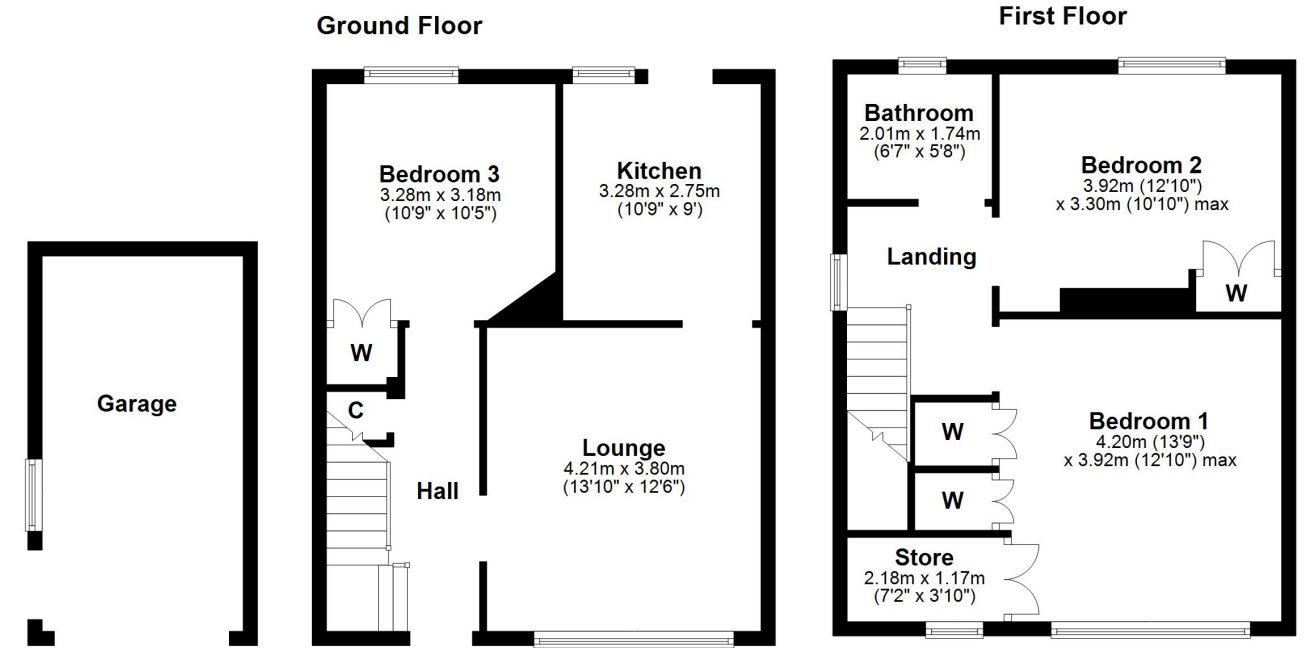 Ground Floor
First Floor
Garage
Bedroom 3
3.28m x 3.18m
(10'9" x 10'5")
Kitchen
3.28m x 2.75m
(10'9" x 9')
W
C
Hall
Lounge
4.21m x 3.80m
(13'10" x 12'6")
Bathroom
2.01m x 1.74m
(6'7" x 5'8")
Bedroom 2
3.92m (12'10")
x 3.30m (10'10") max
Landing
W
Bedroom 1
4.20m (13'9")
x 3.92m (12'10") max
W
W
Store
2.18m x 1.17m
(7'2" x 3'10")